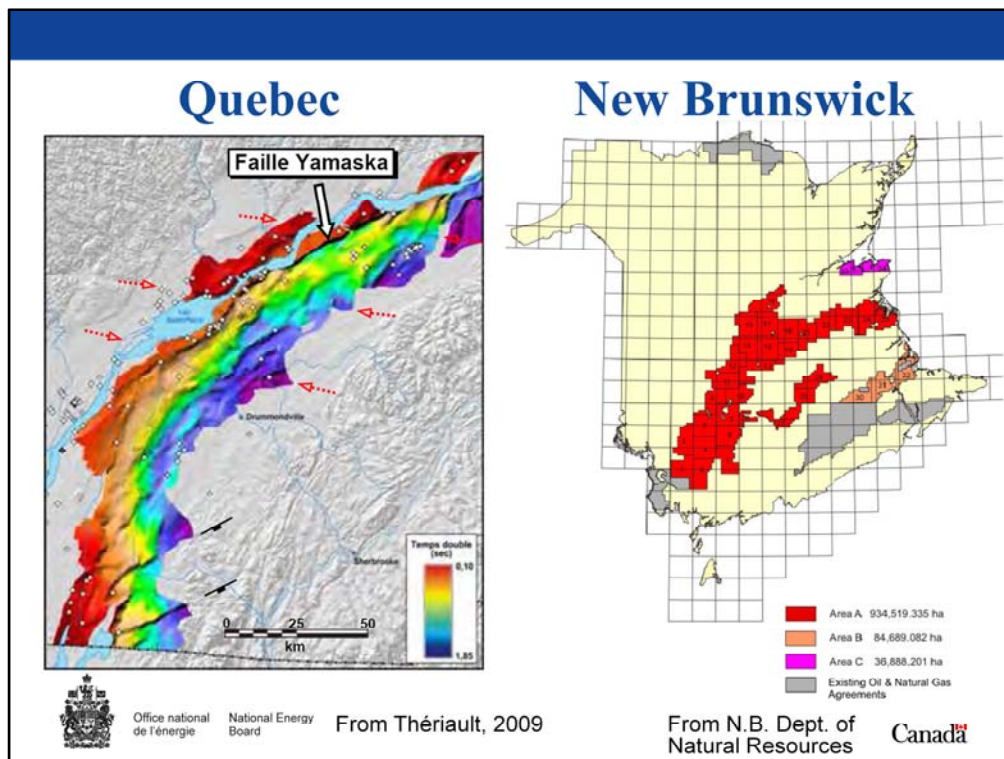 Quebec
New Brunswick
Faille Yamaska
Drummondville
Sherbrooke
Temps double
(sec)
0,10
1,85
0 25 50
km
Area A 934,519.335 ha
Area B 84,689.082 ha
Area C 36,888.201 ha
Existing Oil & Natural Gas
Agreements
Office national
de l'énergie
National Energy
Board
From Thériault, 2009
From N.B. Dept. of
Natural Resources
Canada